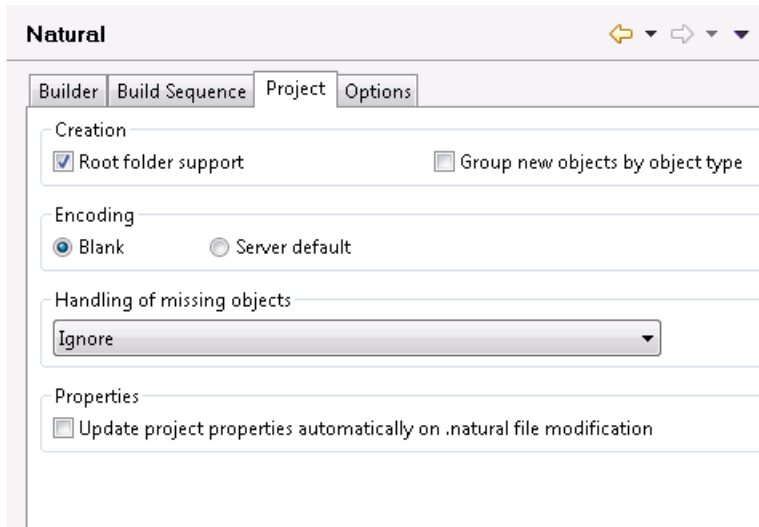 Natural
Builder Build Sequence Project Options
Creation
Root folder support Group new objects by object type
Encoding
Blank Server default
Handling of missing objects
Ignore
Properties
Update project properties automatically on .natural file modification